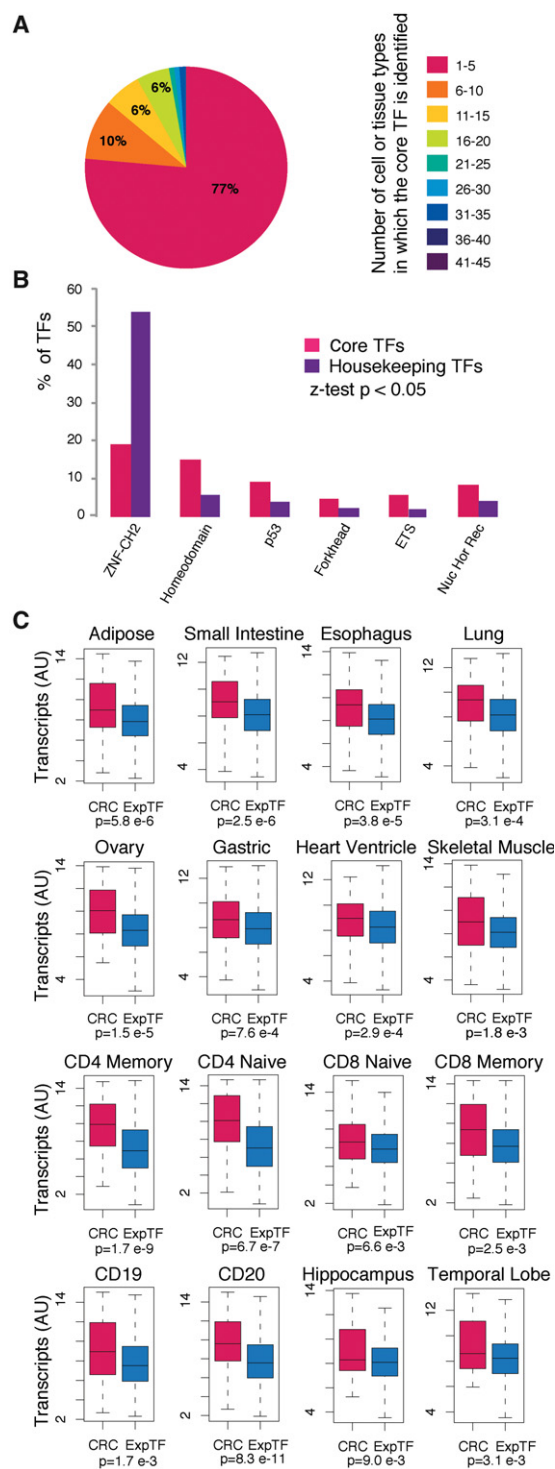 A
77%
10%
6%
6%
Number of cell or tissue types
in which the core TF is identified
1-5
6-10
11-15
16-20
21-25
26-30
31-35
36-40
41-45
B
% of TFs
60
50
40
30
20
10
0
Core TFs
Housekeeping TFs
z-test p < 0.05
ZNF-CH2
Homeodomain
p53
Forkhead
ETS
Nuc Hor Rec
C
Adipose
Small Intestine
Esophagus
Lung
Transcripts (AU)
14
2
12
4
14
4
12
4
CRC ExpTF
CRC ExpTF
CRC ExpTF
CRC ExpTF
p=5.8 e-6
p=2.5 e-6
p=3.8 e-5
p=3.1 e-4
Ovary
Gastric
Heart Ventricle
Skeletal Muscle
Transcripts (AU)
14
4
12
4
12
4
14
4
CRC ExpTF
CRC ExpTF
CRC ExpTF
CRC ExpTF
p=1.5 e-5
p=7.6 e-4
p=2.9 e-4
p=1.8 e-3
CD4 Memory
CD4 Naive
CD8 Naive
CD8 Memory
Transcripts (AU)
14
2
14
2
14
2
14
2
CRC ExpTF
CRC ExpTF
CRC ExpTF
CRC ExpTF
p=1.7 e-9
p=6.7 e-7
p=6.6 e-3
p=2.5 e-3
CD19
CD20
Hippocampus
Temporal Lobe
Transcripts (AU)
14
2
14
2
14
4
12
4
CRC ExpTF
CRC ExpTF
CRC ExpTF
CRC ExpTF
p=1.7 e-3
p=8.3 e-11
p=9.0 e-3
p=3.1 e-3